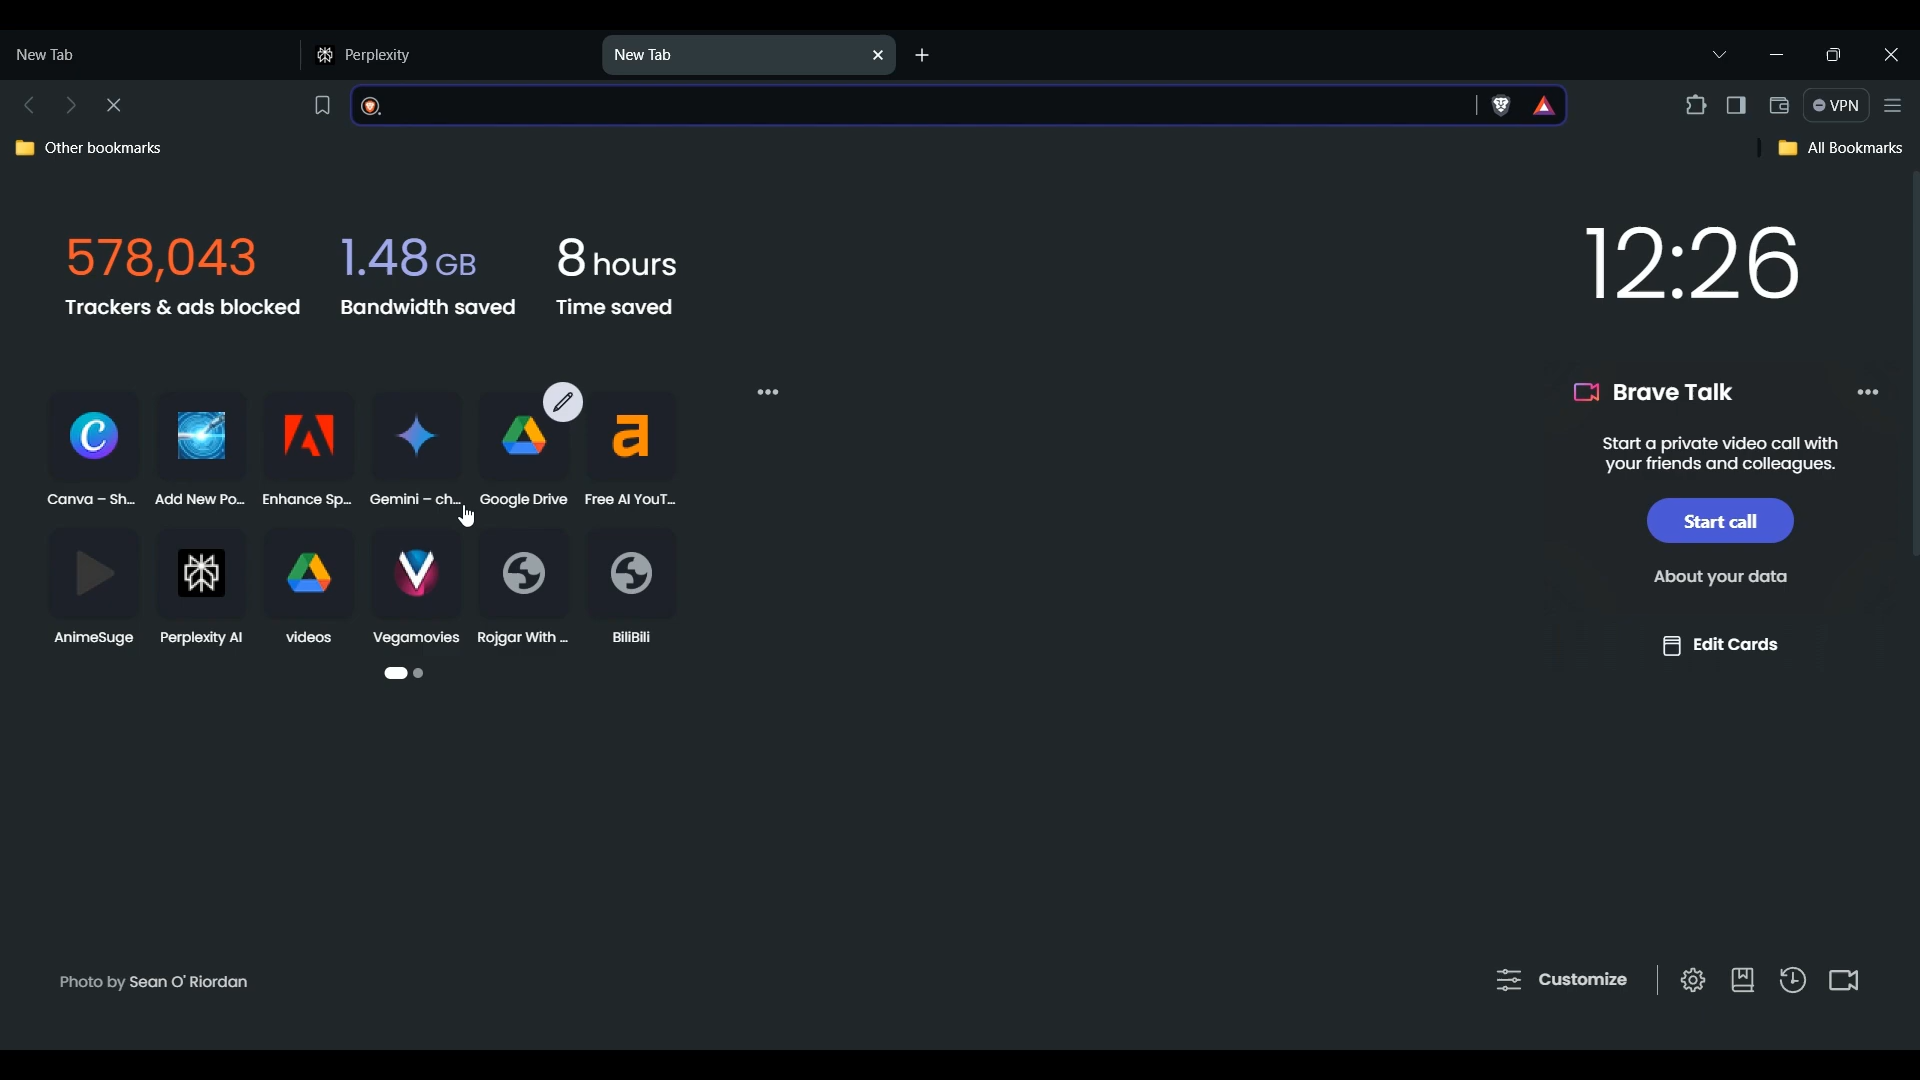 New Tab
Perplexity
New Tab
VPN
Other bookmarks
All Bookmarks
578,043
Trackers & ads blocked
1.48 GB
Bandwidth saved
8 hours
Time saved
12:26
Canva – Sh...
Add New Po...
Enhance Sp...
Gemini – ch...
Google Drive
Free AI YouT...
AnimeSuge
Perplexity AI
videos
Vegamovies
Rojgar With ...
BiliBili
Brave Talk
Start a private video call with
your friends and colleagues.
Start call
About your data
Edit Cards
Photo by Sean O' Riordan
Customize